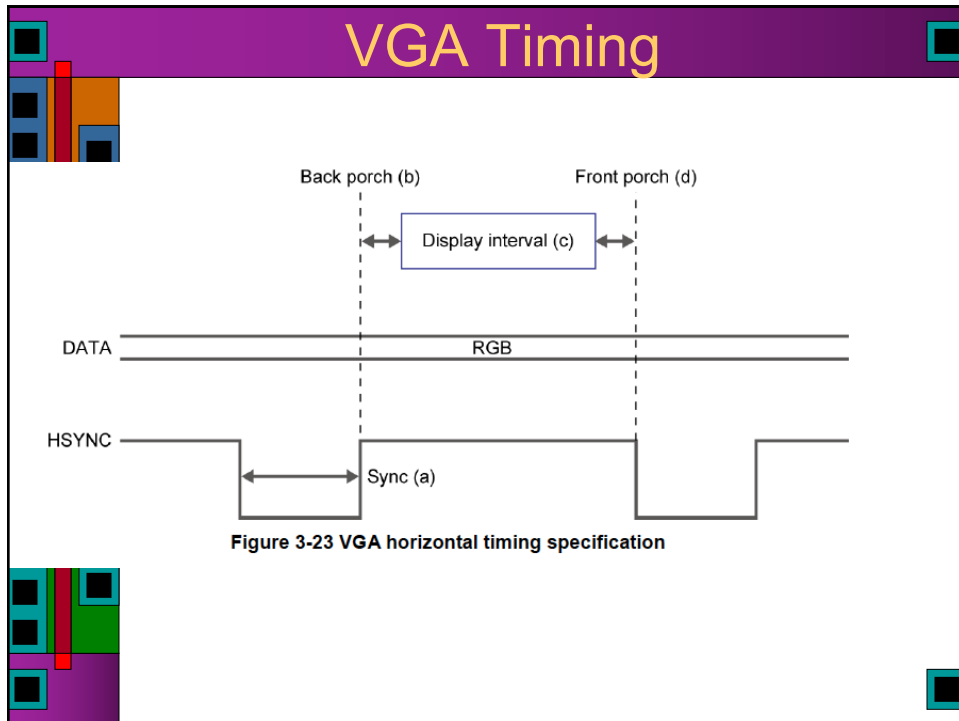 VGA Timing
Back porch (b)
Front porch (d)
Display interval (c)
DATA
RGB
HSYNC
Sync (a)
Figure 3-23 VGA horizontal timing specification